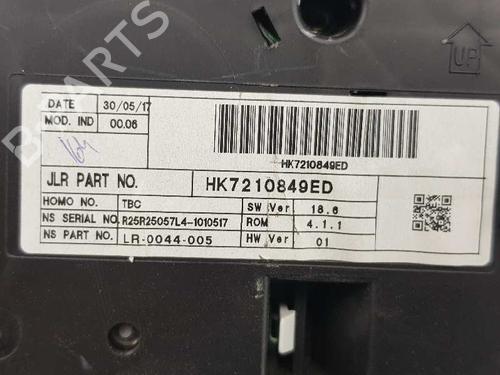 B-PARTS
UP
DATE 30/05/17
MOD. IND 00.06
HK7210849ED
JLR PART NO. HK7210849ED
HOMO NO. TBC SW Ver 18.6
NS SERIAL NO. R25R25057L4-1010517 ROM 4.1.1
NS PART NO. LR-0044-005 HW Ver 01